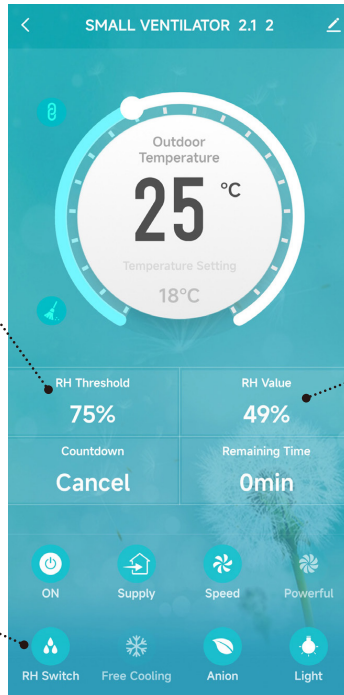 SMALL VENTILATOR 2.1 2
Outdoor
Temperature
25 °C
Temperature Setting
18°C
RH Threshold
RH Value
75%
49%
Countdown
Remaining Time
Cancel
0min
ON
Supply
Speed
Powerful
RH Switch
Free Cooling
Anion
Light